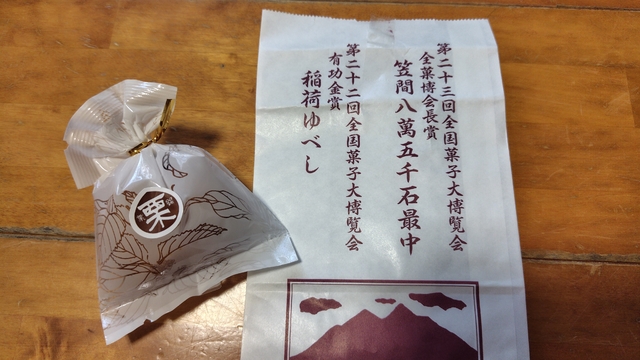 第二十三回全国菓子大博覧会
全菓博会長賞
笠間八萬五千石最中
第二十二回全国菓子大博覧会
有功金賞
稲荷ゆべし
栗